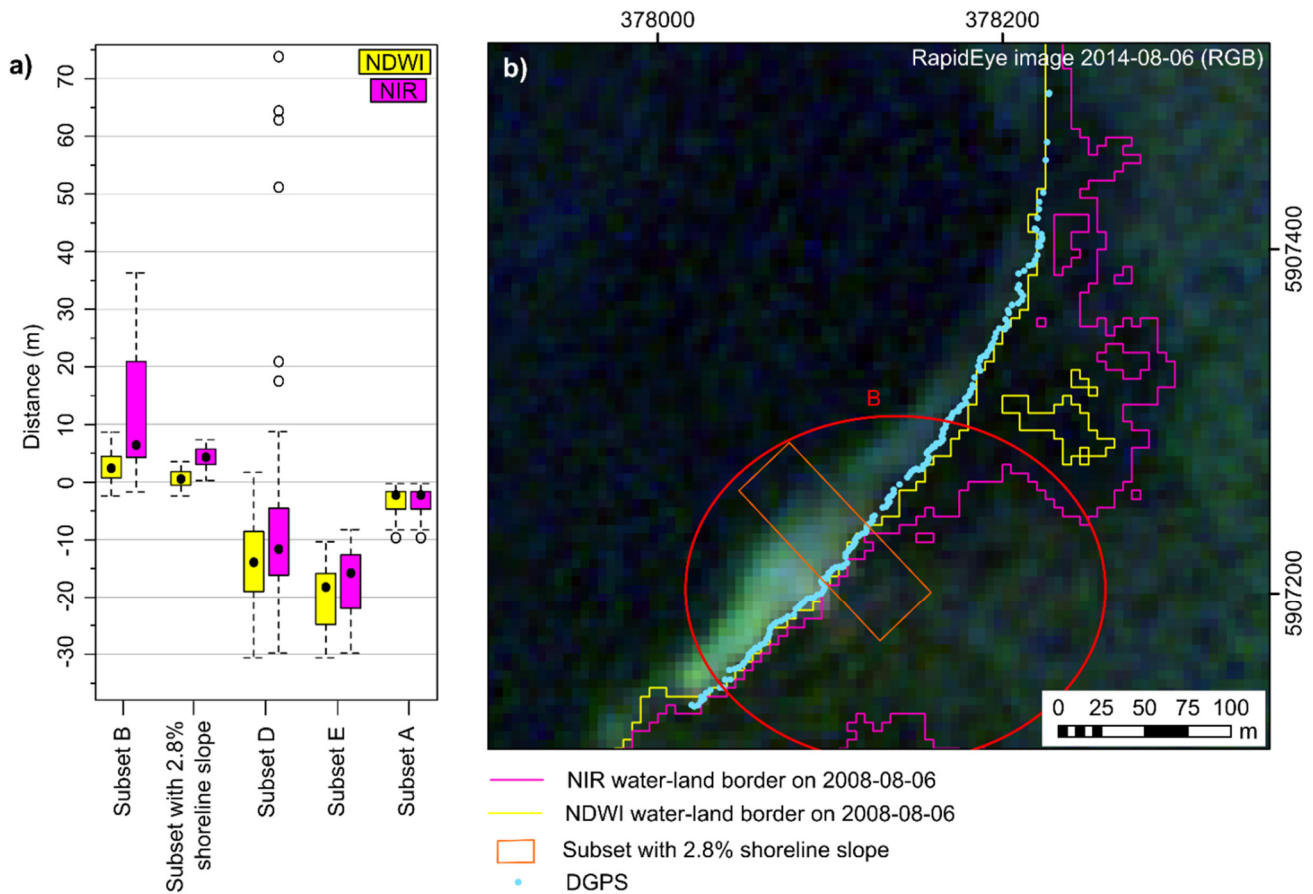 a)
NDWI
NIR
Distance (m)
70
60
50
40
30
20
10
0
-10
-20
-30
Subset B
Subset with 2.8%
shoreline slope
Subset D
Subset E
Subset A
378000
378200
b)
RapidEye image 2014-08-06 (RGB)
5907400
5907200
B
0 25 50 75 100
m
NIR water-land border on 2008-08-06
NDWI water-land border on 2008-08-06
Subset with 2.8% shoreline slope
DGPS